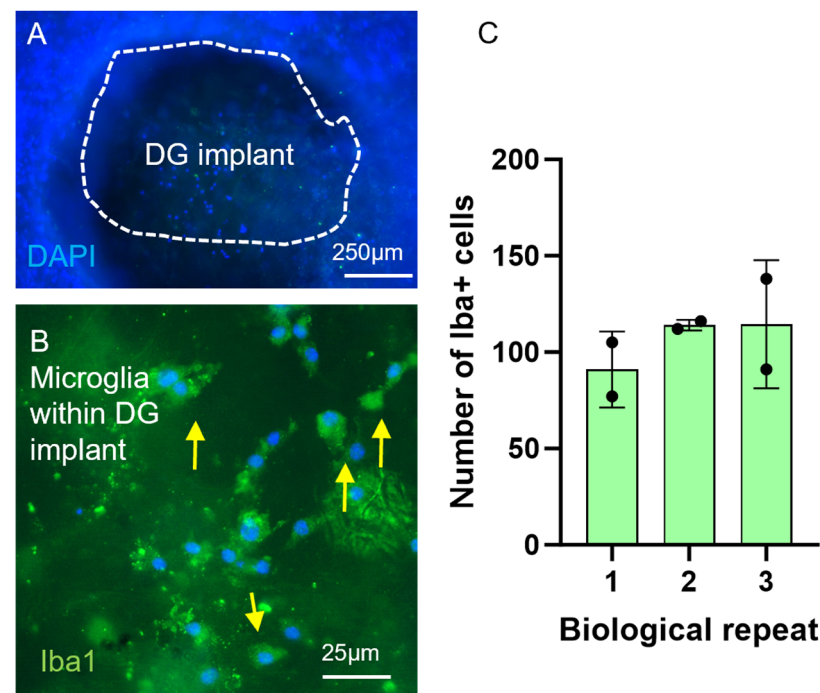 A
DG implant
DAPI
250µm
B
Microglia
within DG
implant
Iba1
25µm
C
200
150
100
50
0
Number of Iba+ cells
1 2 3
Biological repeat